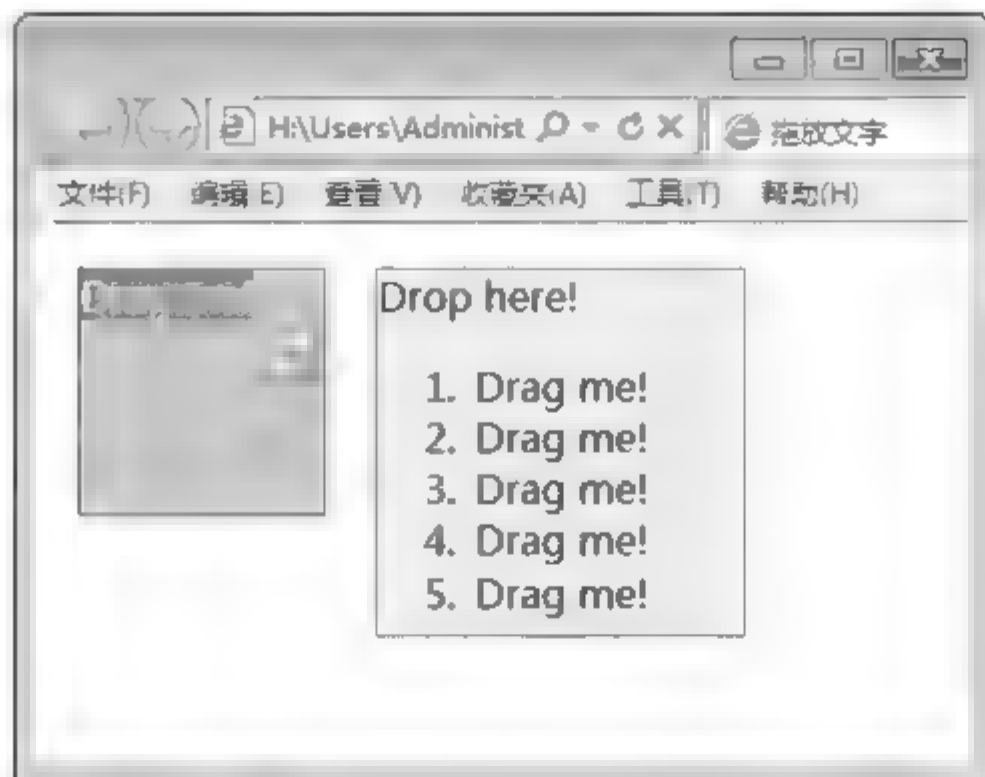 H:\Users\Administ 拖放文字
文件(F) 编辑 E) 查看 V) 收藏夹(A) 工具(T) 帮助(H)
Drop here!
1. Drag me!
2. Drag me!
3. Drag me!
4. Drag me!
5. Drag me!